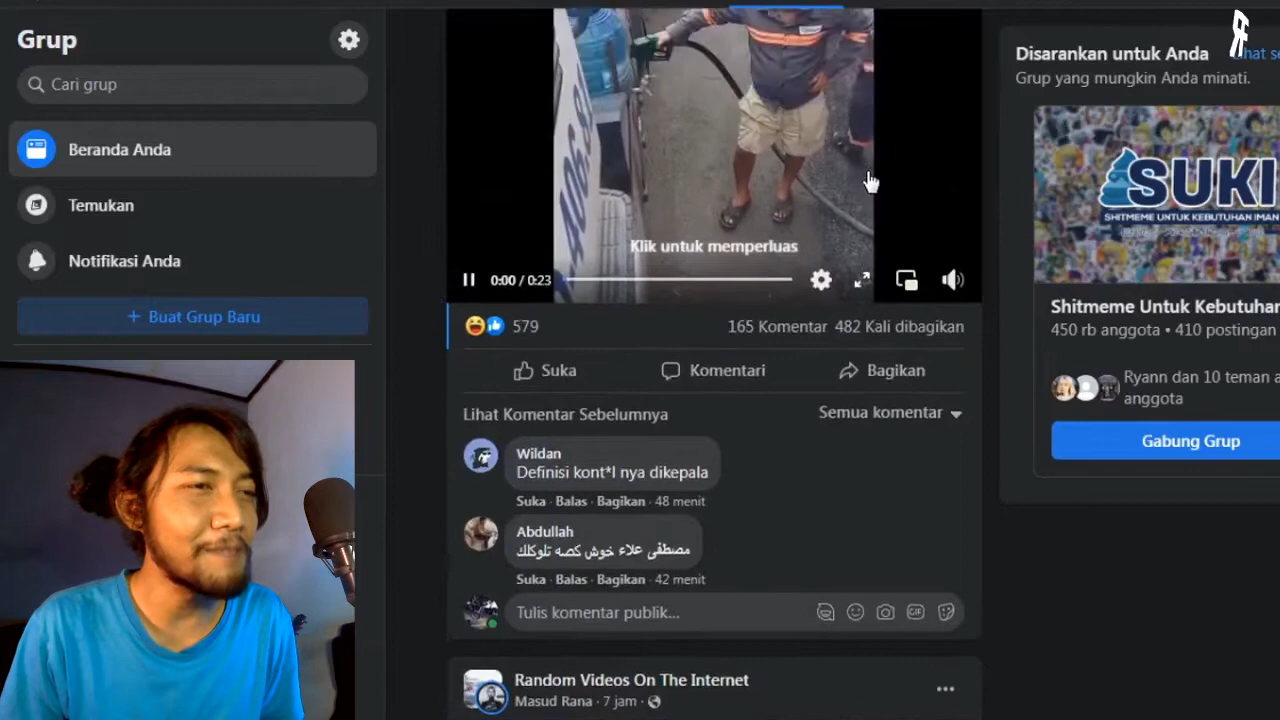 Grup
Disarankan untuk Anda
Grup yang mungkin Anda minati.
Cari grup
Beranda Anda
Temukan
SUKI
SHITMEME UNTUK KEBUTUHAN IMAN
Klik untuk memperluas
Notifikasi Anda
0:00 / 0:23
+ Buat Grup Baru
Shitmeme Untuk Kebutuhan
450 rb anggota • 410 postingan
579
165 Komentar 482 Kali dibagikan
Suka
Komentari
Bagikan
Ryann dan 10 teman
anggota
Lihat Komentar Sebelumnya
Semua komentar
Gabung Grup
Wildan
Definisi kont*l nya dikepala
Suka · Balas · Bagikan · 48 menit
Abdullah
مصطفى علاء خوش كصه تلوكلك
Suka · Balas · Bagikan · 42 menit
Tulis komentar publik...
GIF
Random Videos On The Internet
Masud Rana · 7 jam ·